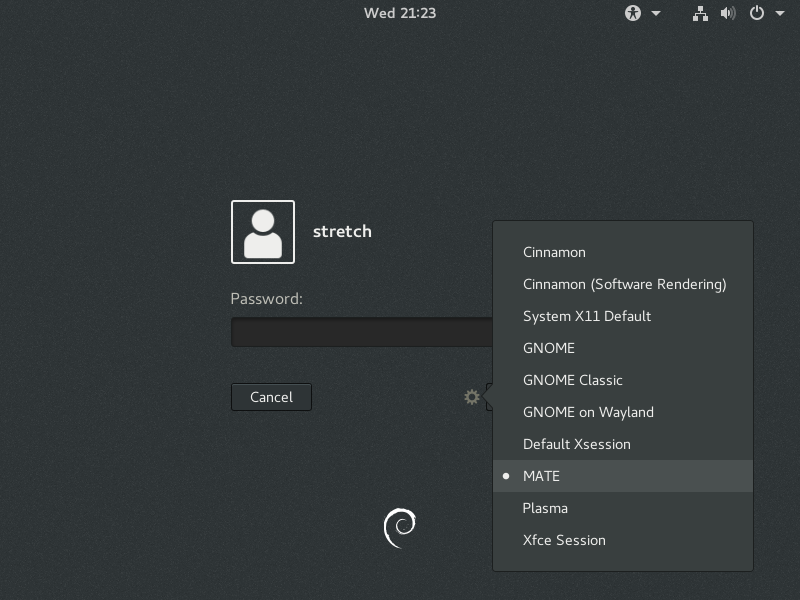 Wed 21:23
stretch
Password:
Cancel
Cinnamon
Cinnamon (Software Rendering)
System X11 Default
GNOME
GNOME Classic
GNOME on Wayland
Default Xsession
MATE
Plasma
Xfce Session